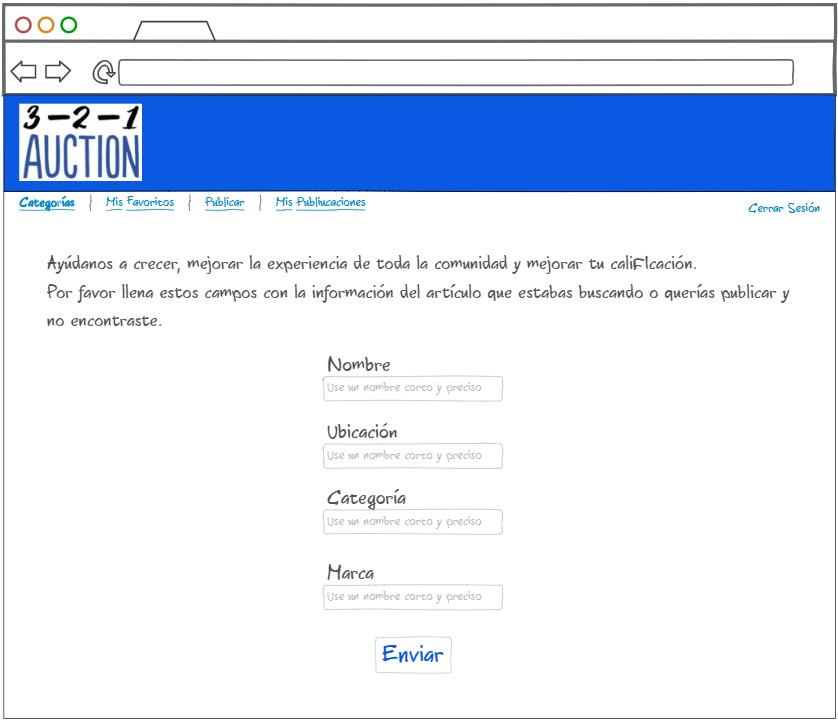 3-2-1
AUCTION
Categorías | Mis Favoritos | Publicar | Mis Publiucaciones
Cerrar Sesión
Ayúdanos a crecer, mejorar la experiencia de toda la comunidad y mejorar tu caliFIcación.
Por favor llena estos campos con la información del artículo que estabas buscando o querías publicar y
no encontraste.
Nombre
Use un nombre corto y preciso
Ubicación
Use un nombre corto y preciso
Categoría
Use un nombre corto y preciso
Marca
Use un nombre corto y preciso
Enviar